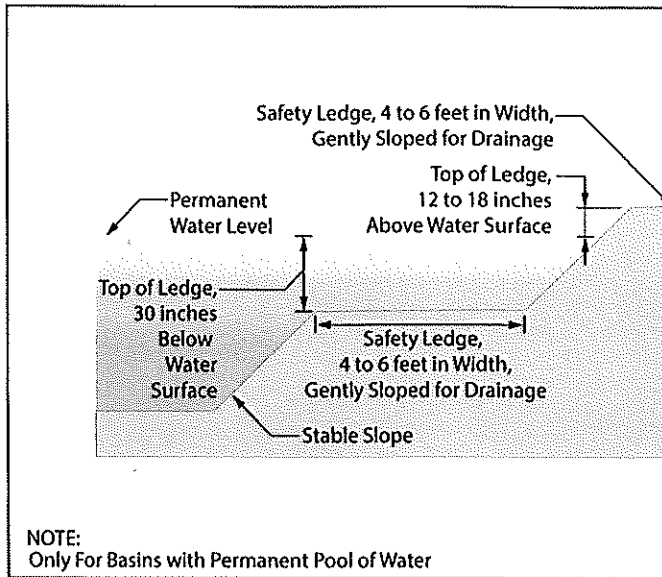 Safety Ledge, 4 to 6 feet in Width,
Gently Sloped for Drainage
Top of Ledge,
12 to 18 inches
Above Water Surface
Permanent
Water Level
Top of Ledge,
30 inches
Below
Water
Surface
Safety Ledge,
4 to 6 feet in Width,
Gently Sloped for Drainage
Stable Slope
NOTE:
Only For Basins with Permanent Pool of Water